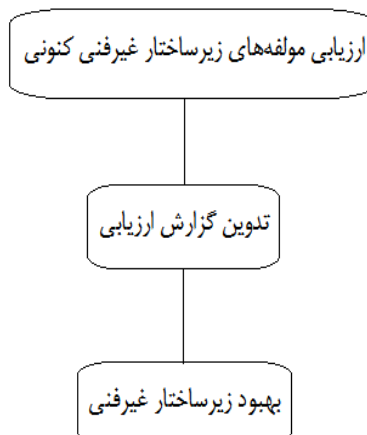 ارزیابی مولفه‌های زیرساختار غیرفنی کنونی
تدوین گزارش ارزیابی
بهبود زیرساختار غیرفنی